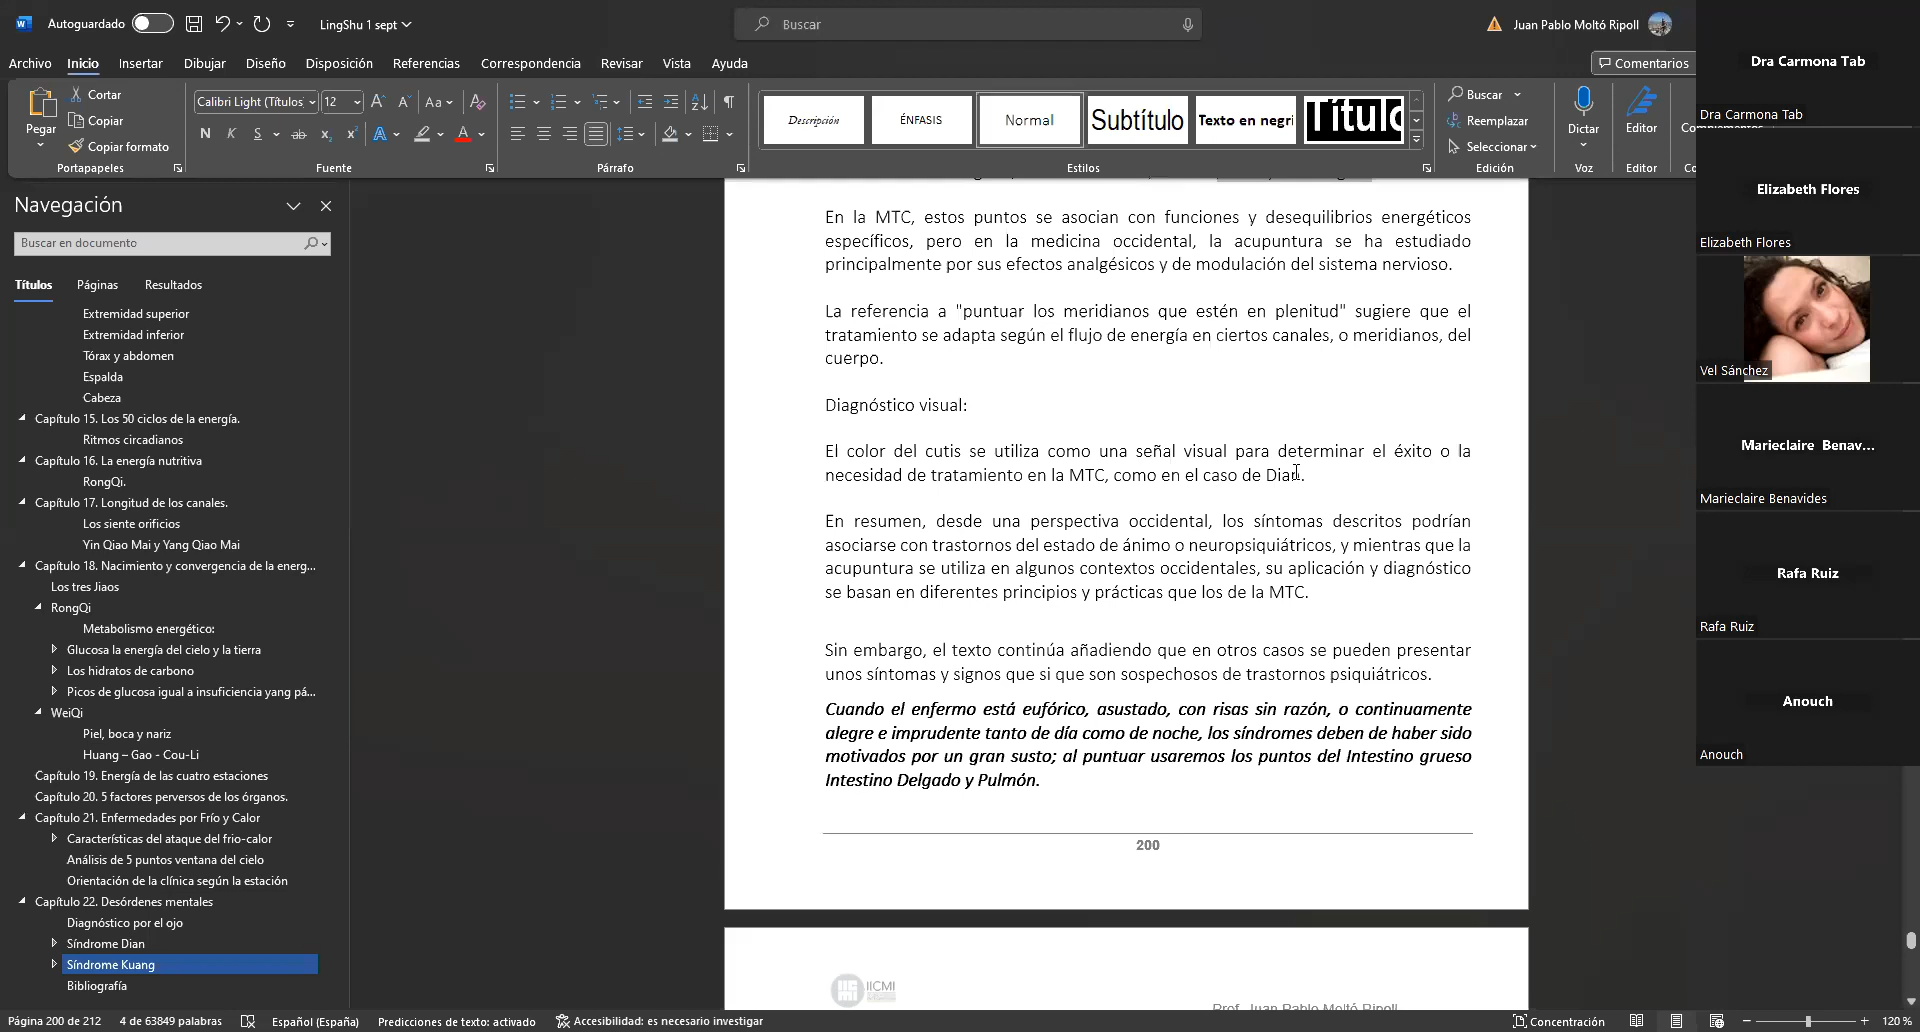 Autoguardado
LingShu 1 sept
Buscar
Juan Pablo Moltó Ripoll
Archivo
Inicio
Insertar
Dibujar
Diseño
Disposición
Referencias
Correspondencia
Revisar
Vista
Ayuda
Comentarios
Pegar
Cortar
Copiar
Copiar formato
Portapapeles
Calibri Light (Títulos
12
Fuente
Párrafo
Descripción
ÉNFASIS
Normal
Subtítulo
Texto en negri
Títulc
Estilos
Buscar
Reemplazar
Seleccionar
Edición
Dictar
Voz
Editor
Editor
Navegación
Buscar en documento
Títulos
Páginas
Resultados
Extremidad superior
Extremidad inferior
Tórax y abdomen
Espalda
Cabeza
Capítulo 15. Los 50 ciclos de la energía.
Ritmos circadianos
Capítulo 16. La energía nutritiva
RongQi.
Capítulo 17. Longitud de los canales.
Los siente orificios
Yin Qiao Mai y Yang Qiao Mai
Capítulo 18. Nacimiento y convergencia de la energ...
Los tres Jiaos
RongQi
Metabolismo energético:
Glucosa la energía del cielo y la tierra
Los hidratos de carbono
Picos de glucosa igual a insuficiencia yang pá...
WeiQi
Piel, boca y nariz
Huang – Gao - Cou-Li
Capítulo 19. Energía de las cuatro estaciones
Capítulo 20. 5 factores perversos de los órganos.
Capítulo 21. Enfermedades por Frío y Calor
Características del ataque del frio-calor
Análisis de 5 puntos ventana del cielo
Orientación de la clínica según la estación
Capítulo 22. Desórdenes mentales
Diagnóstico por el ojo
Síndrome Dian
Síndrome Kuang
Bibliografía
En la MTC, estos puntos se asocian con funciones y desequilibrios energéticos
específicos, pero en la medicina occidental, la acupuntura se ha estudiado
principalmente por sus efectos analgésicos y de modulación del sistema nervioso.
La referencia a "puntuar los meridianos que estén en plenitud" sugiere que el
tratamiento se adapta según el flujo de energía en ciertos canales, o meridianos, del
cuerpo.
Diagnóstico visual:
El color del cutis se utiliza como una señal visual para determinar el éxito o la
necesidad de tratamiento en la MTC, como en el caso de Dian.
En resumen, desde una perspectiva occidental, los síntomas descritos podrían
asociarse con trastornos del estado de ánimo o neuropsiquiátricos, y mientras que la
acupuntura se utiliza en algunos contextos occidentales, su aplicación y diagnóstico
se basan en diferentes principios y prácticas que los de la MTC.
Sin embargo, el texto continúa añadiendo que en otros casos se pueden presentar
unos síntomas y signos que si que son sospechosos de trastornos psiquiátricos.
Cuando el enfermo está eufórico, asustado, con risas sin razón, o continuamente
alegre e imprudente tanto de día como de noche, los síndromes deben de haber sido
motivados por un gran susto; al puntuar usaremos los puntos del Intestino grueso
Intestino Delgado y Pulmón.
200
IICMI
Prof. Juan Pablo Moltó Ripoll
Dra Carmona Tab
Dra Carmona Tab
Elizabeth Flores
Elizabeth Flores
Vel Sánchez
Marieclaire Benav...
Marieclaire Benavides
Rafa Ruiz
Rafa Ruiz
Anouch
Anouch
Página 200 de 212
4 de 63849 palabras
Español (España)
Predicciones de texto: activado
Accesibilidad: es necesario investigar
Concentración
120 %